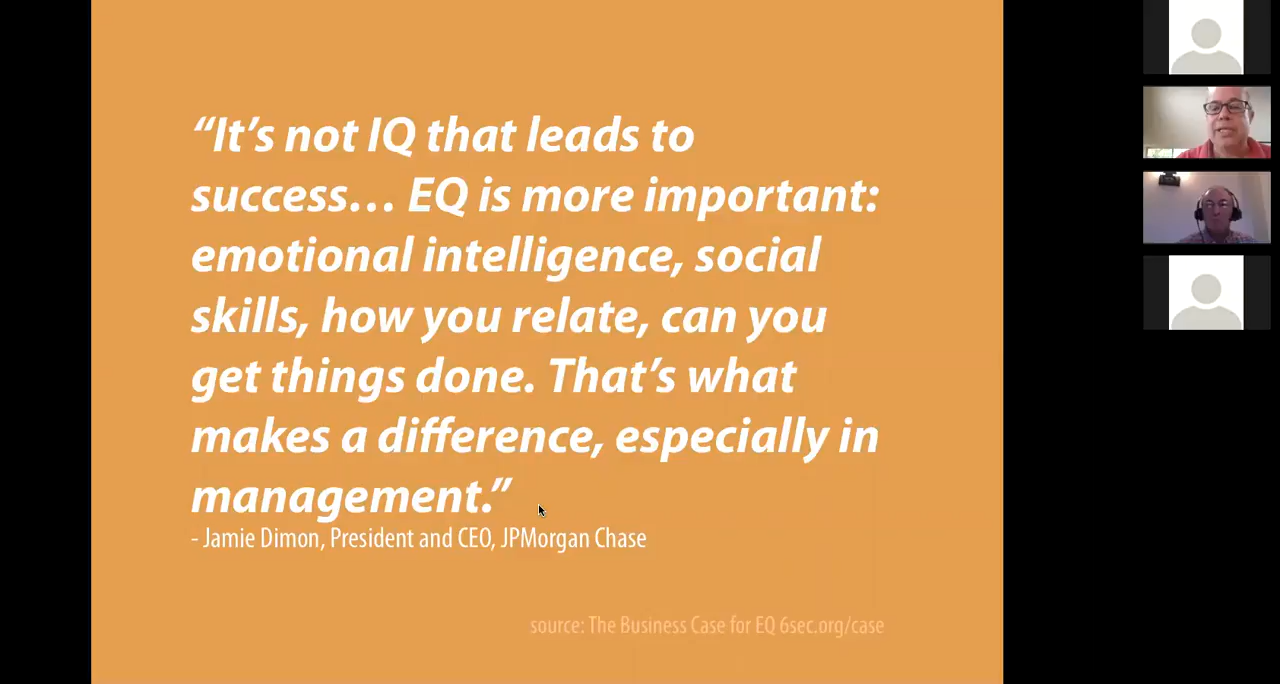 “It’s not IQ that leads to
success… EQ is more important:
emotional intelligence, social
skills, how you relate, can you
get things done. That’s what
makes a difference, especially in
management.”
- Jamie Dimon, President and CEO, JPMorgan Chase
source: The Business Case for EQ 6sec.org/case